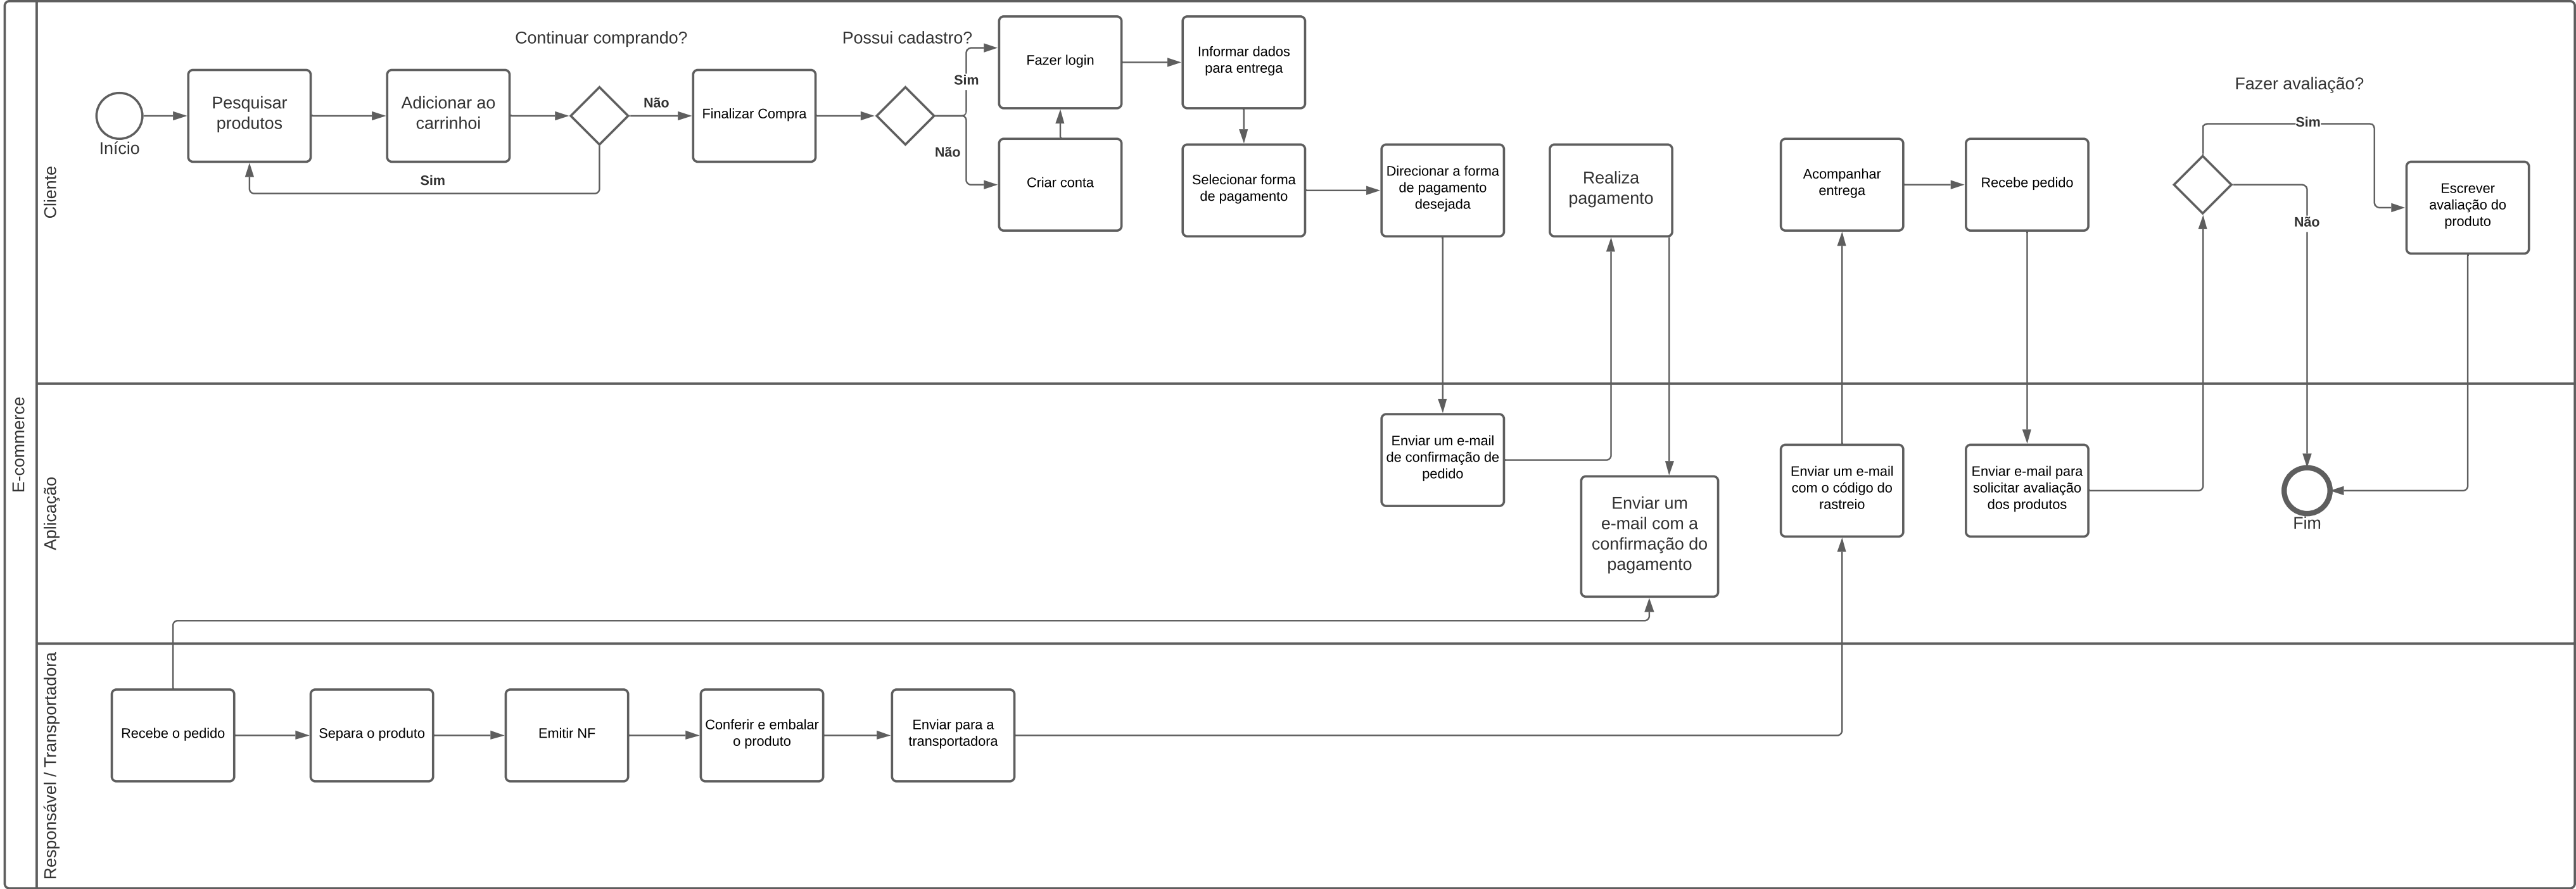 E-commerce
Cliente
Continuar comprando?
Possui cadastro?
Início
Pesquisar
produtos
Adicionar ao
carrinhoi
Não
Sim
Finalizar Compra
Sim
Não
Fazer login
Criar conta
Informar dados
para entrega
Selecionar forma
de pagamento
Direcionar a forma
de pagamento
desejada
Realiza
pagamento
Acompanhar
entrega
Recebe pedido
Fazer avaliação?
Sim
Não
Escrever
avaliação do
produto
Aplicação
Enviar um e-mail
de confirmação de
pedido
Enviar um
e-mail com a
confirmação do
pagamento
Enviar um e-mail
com o código do
rastreio
Enviar e-mail para
solicitar avaliação
dos produtos
Fim
Responsável / Transportadora
Recebe o pedido
Separa o produto
Emitir NF
Conferir e embalar
o produto
Enviar para a
transportadora